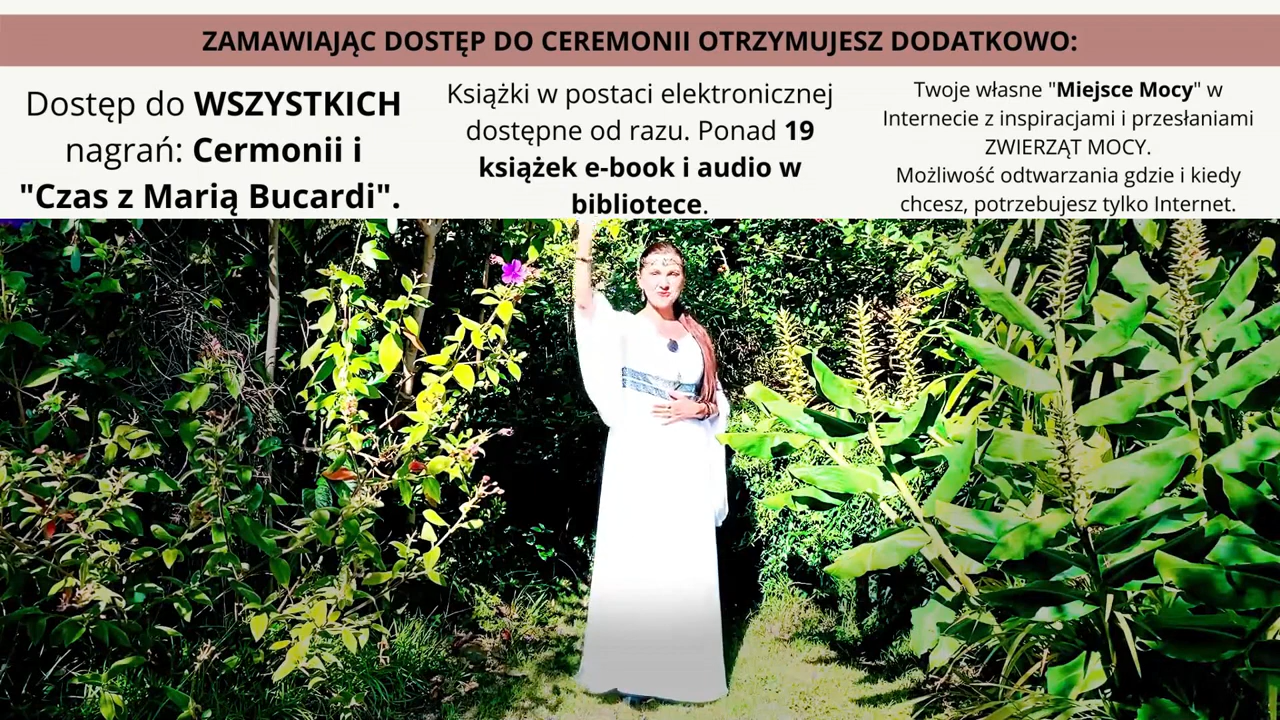 ZAMAWIAJĄC DOSTĘP DO CEREMONII OTRZYMUJESZ DODATKOWO:
Dostęp do WSZYSTKICH
nagrań: Cermonii i
"Czas z Marią Bucardi".
Książki w postaci elektronicznej
dostępne od razu. Ponad 19
książek e-book i audio w
bibliotece.
Twoje własne "Miejsce Mocy" w
Internecie z inspiracjami i przesłaniami
ZWIERZĄT MOCY.
Możliwość odtwarzania gdzie i kiedy
chcesz, potrzebujesz tylko Internet.